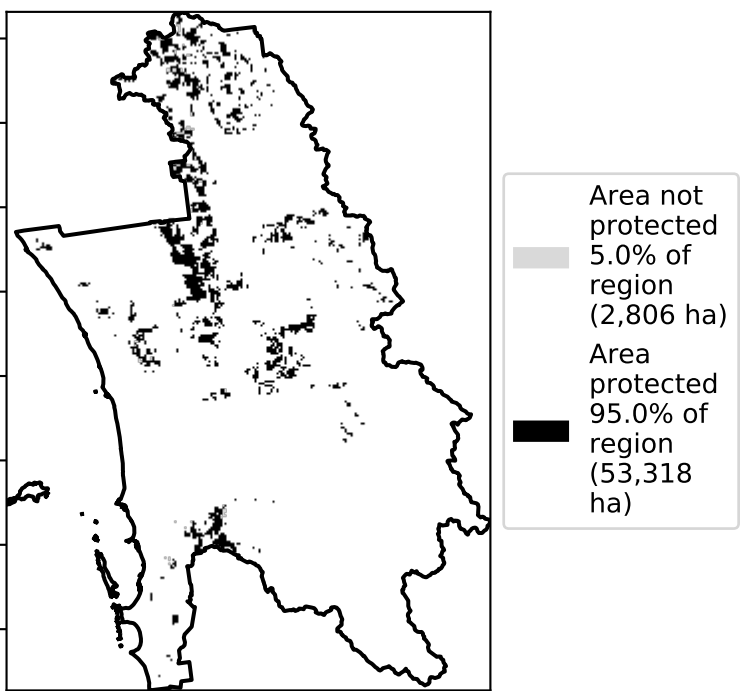 Area not
protected
5.0% of
region
(2,806 ha)
Area
protected
95.0% of
region
(53,318
ha)